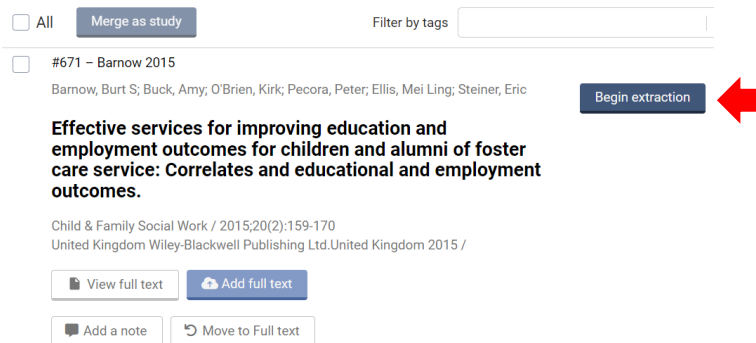 All
Merge as study
Filter by tags
#671 – Barnow 2015
Barnow, Burt S; Buck, Amy; O'Brien, Kirk; Pecora, Peter; Ellis, Mei Ling; Steiner, Eric
Begin extraction
Effective services for improving education and
employment outcomes for children and alumni of foster
care service: Correlates and educational and employment
outcomes.
Child & Family Social Work / 2015;20(2):159-170
United Kingdom Wiley-Blackwell Publishing Ltd.United Kingdom 2015 /
View full text
Add full text
Add a note
Move to Full text